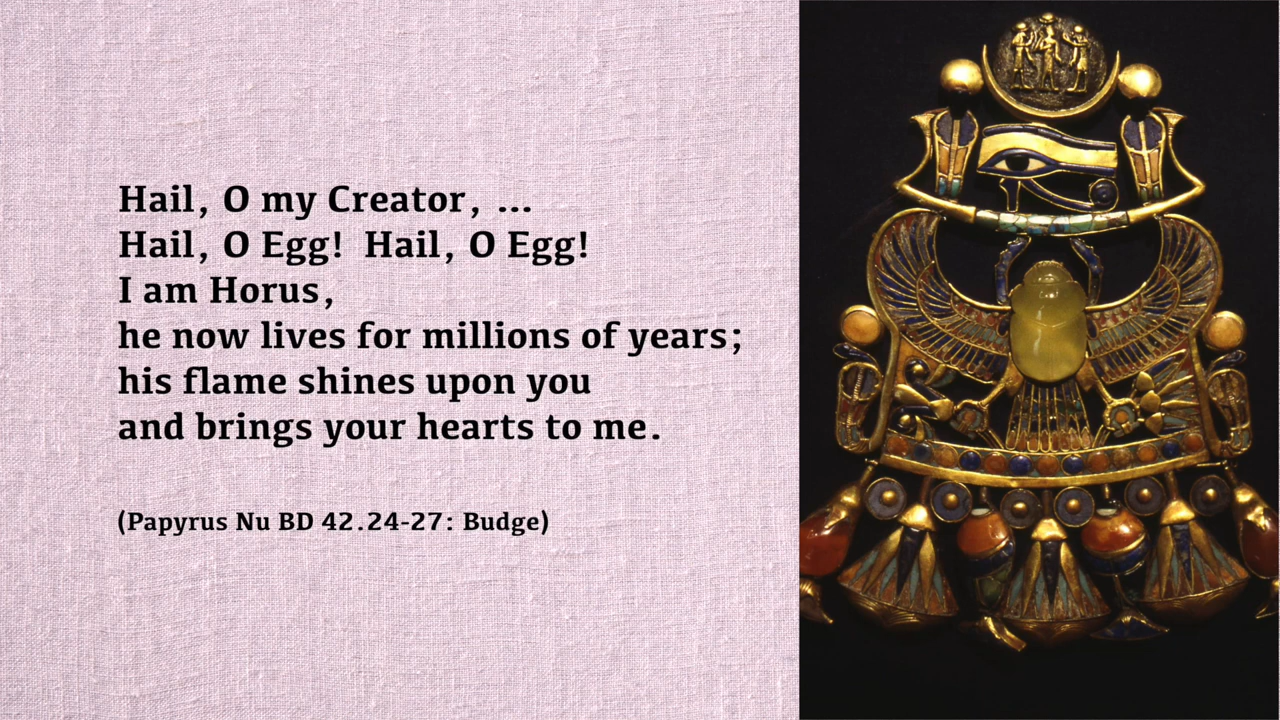 Hail, O my Creator, ...
Hail, O Egg! Hail, O Egg!
I am Horus,
he now lives for millions of years;
his flame shines upon you
and brings your hearts to me.
(Papyrus Nu BD 42.24-27: Budge)